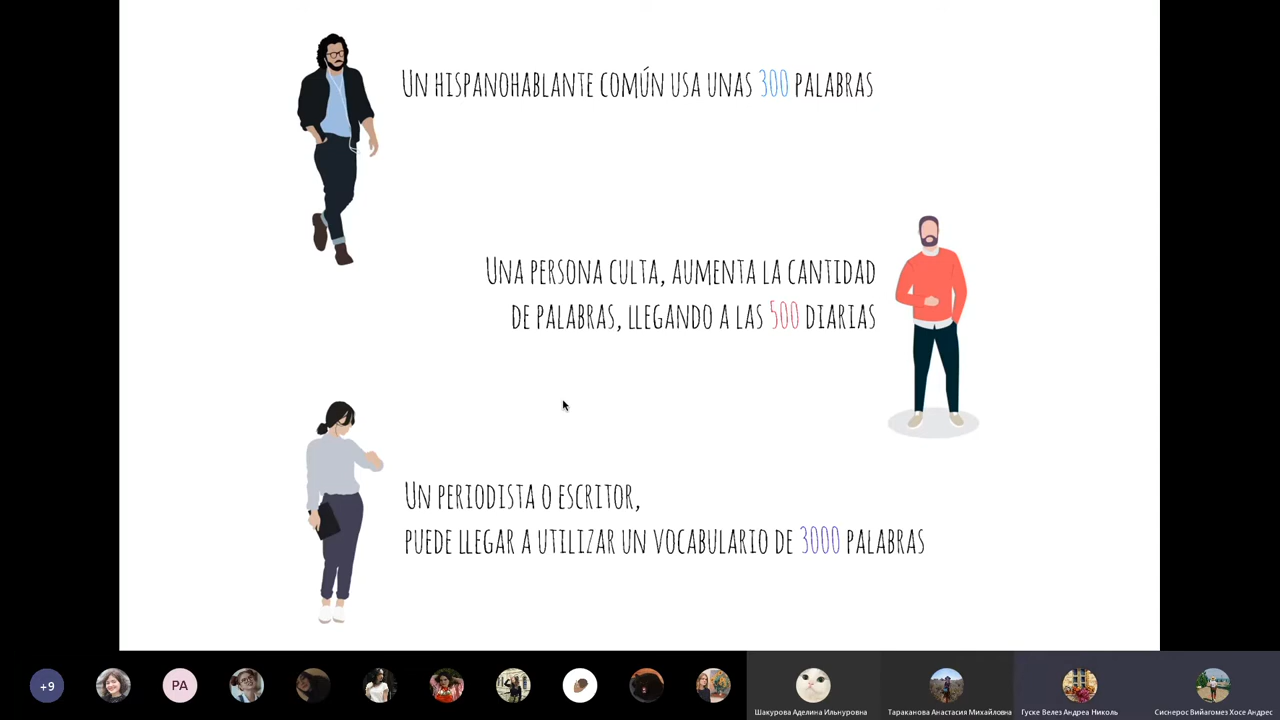 Un hispanohablante común usa unas 300 palabras
Una persona culta, aumenta la cantidad
de palabras, llegando a las 500 diarias
Un periodista o escritor,
puede llegar a utilizar un vocabulario de 3000 palabras
+9
PA
Шакурова Аделина Ильнуровна
Тараканова Анастасия Михайловна
Гуске Велез Андреа Николь
Сиснерос Вийагомез Хосе Андрес